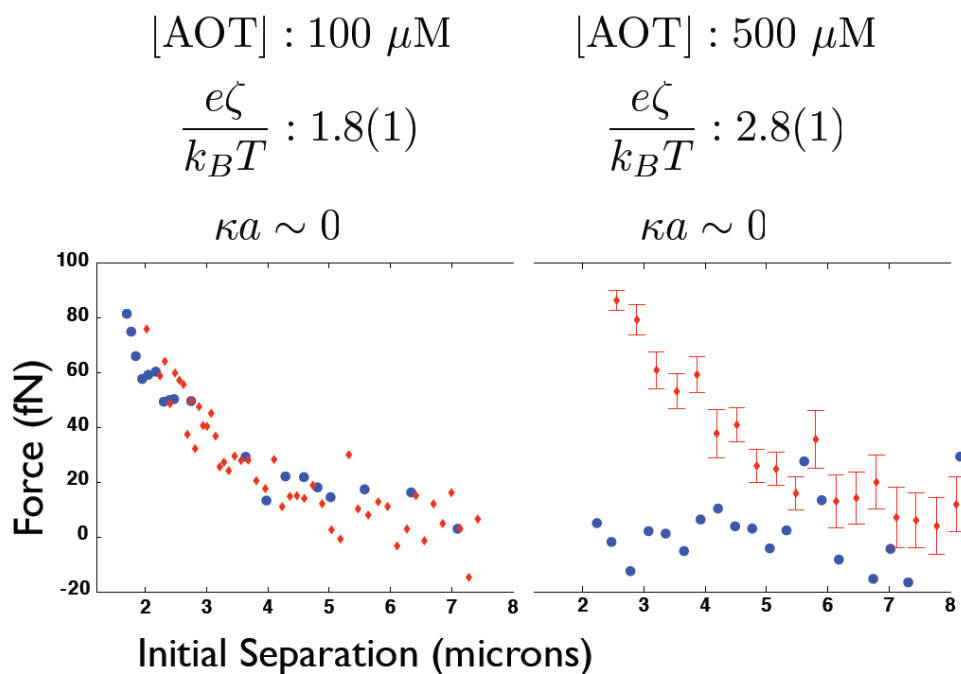 [AOT] : 100 μM
[AOT] : 500 μM
eζ/k_BT : 1.8(1)
eζ/k_BT : 2.8(1)
κa ∼ 0
κa ∼ 0
100
80
60
40
20
0
-20
Force (fN)
2 3 4 5 6 7 8
2 3 4 5 6 7 8
Initial Separation (microns)